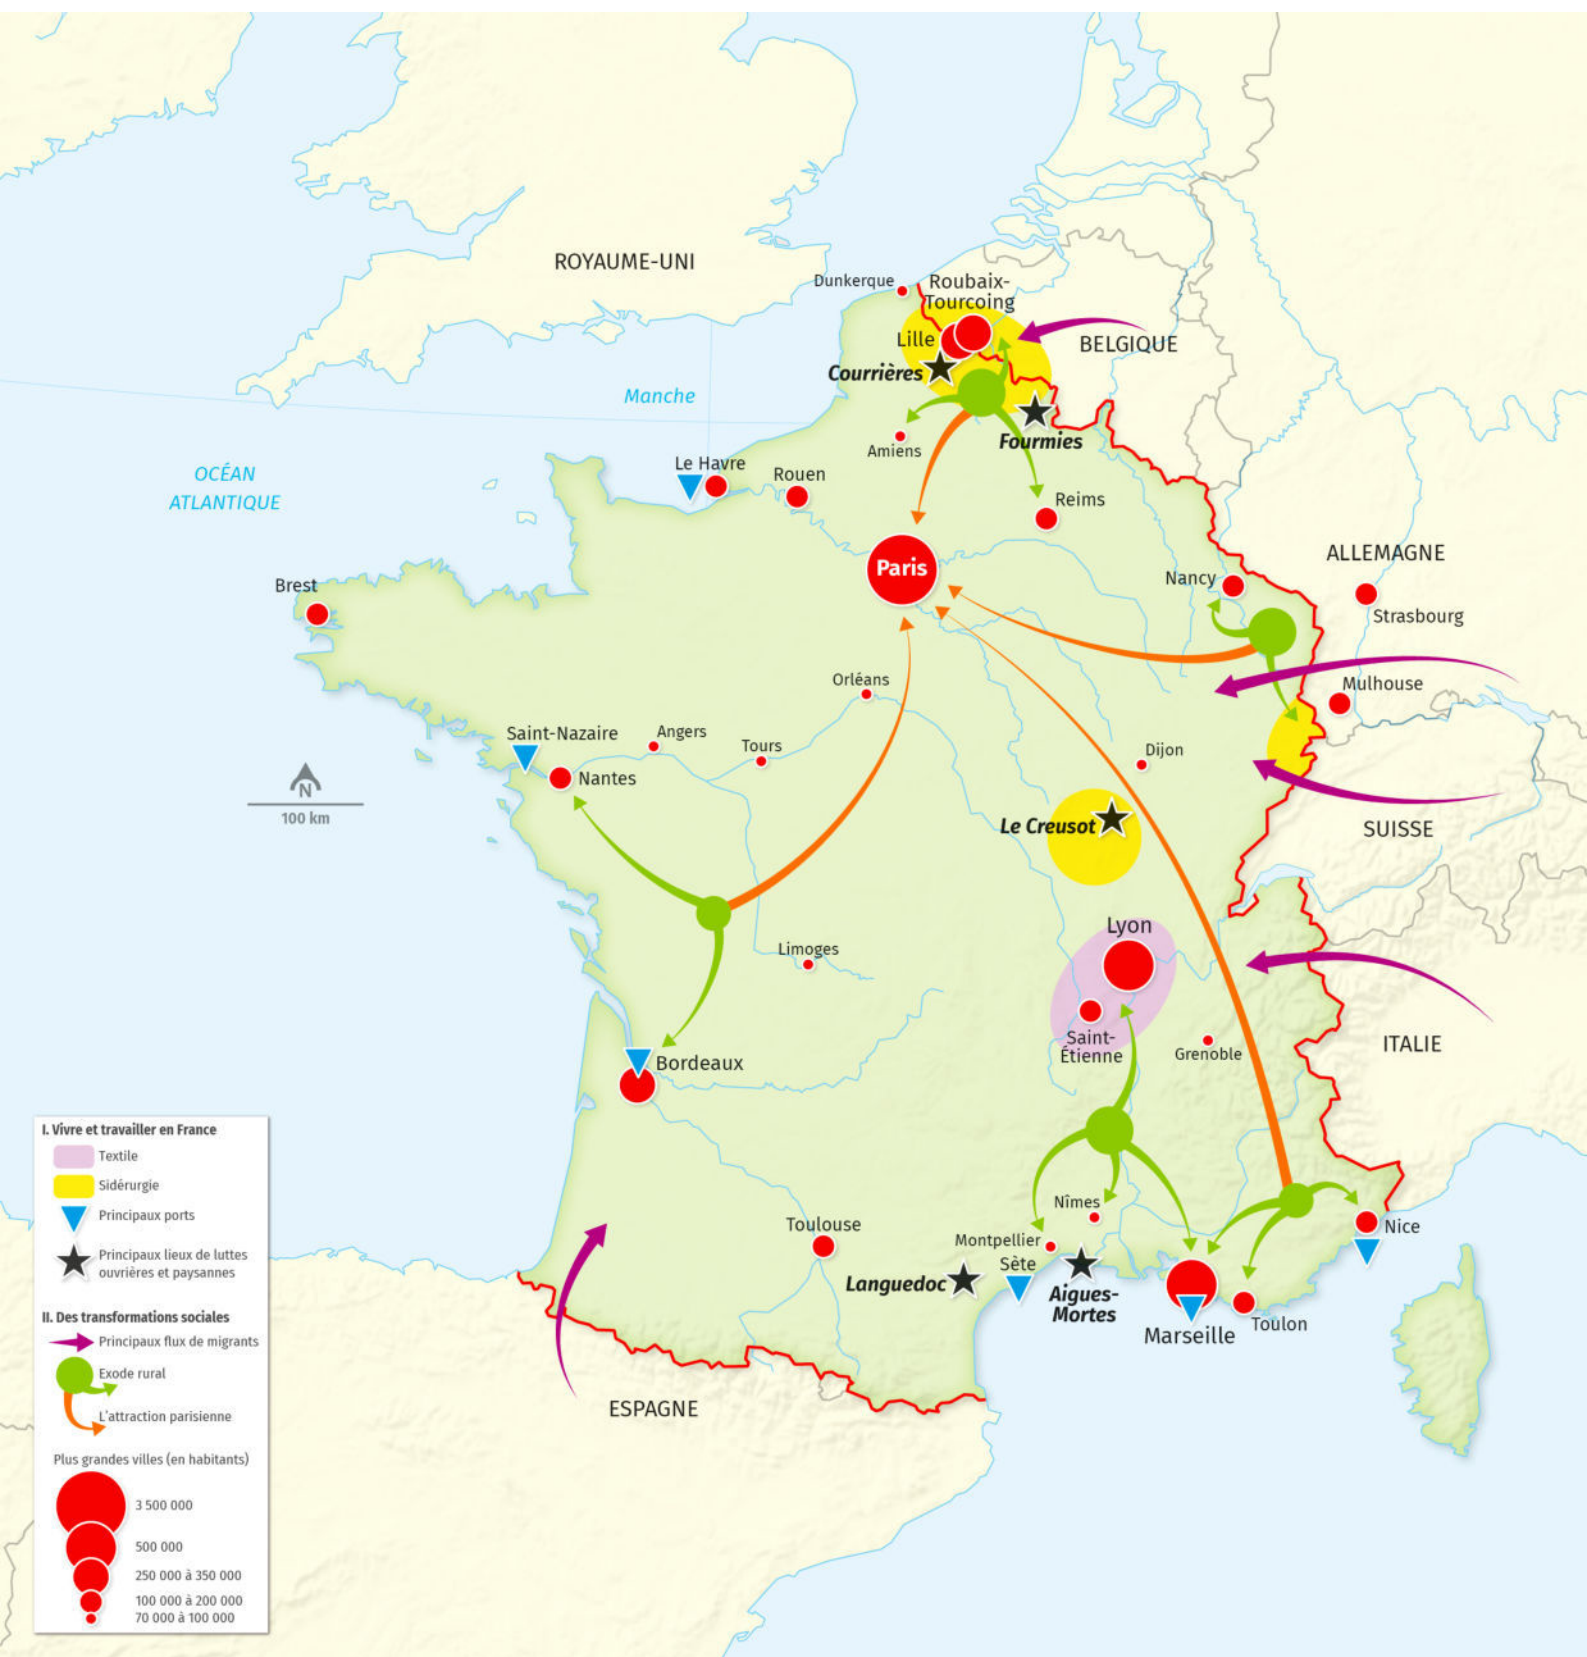 ROYAUME-UNI
Dunkerque
Roubaix-
Tourcoing
Lille
BELGIQUE
Courrières
Manche
Fourmies
Amiens
OCÉAN
ATLANTIQUE
Le Havre
Rouen
Reims
ALLEMAGNE
Paris
Nancy
Brest
Strasbourg
Orléans
Mulhouse
Saint-Nazaire
Angers
Tours
Dijon
Nantes
N
100 km
Le Creusot
SUISSE
Lyon
Limoges
Saint-
Étienne
Grenoble
ITALIE
Bordeaux
Nîmes
Toulouse
Montpellier
Nice
Sète
Languedoc
Aigues-
Mortes
Marseille
Toulon
ESPAGNE
I. Vivre et travailler en France
Textile
Sidérurgie
Principaux ports
Principaux lieux de luttes
ouvrières et paysannes
II. Des transformations sociales
Principaux flux de migrants
Exode rural
L'attraction parisienne
Plus grandes villes (en habitants)
3 500 000
500 000
250 000 à 350 000
100 000 à 200 000
70 000 à 100 000